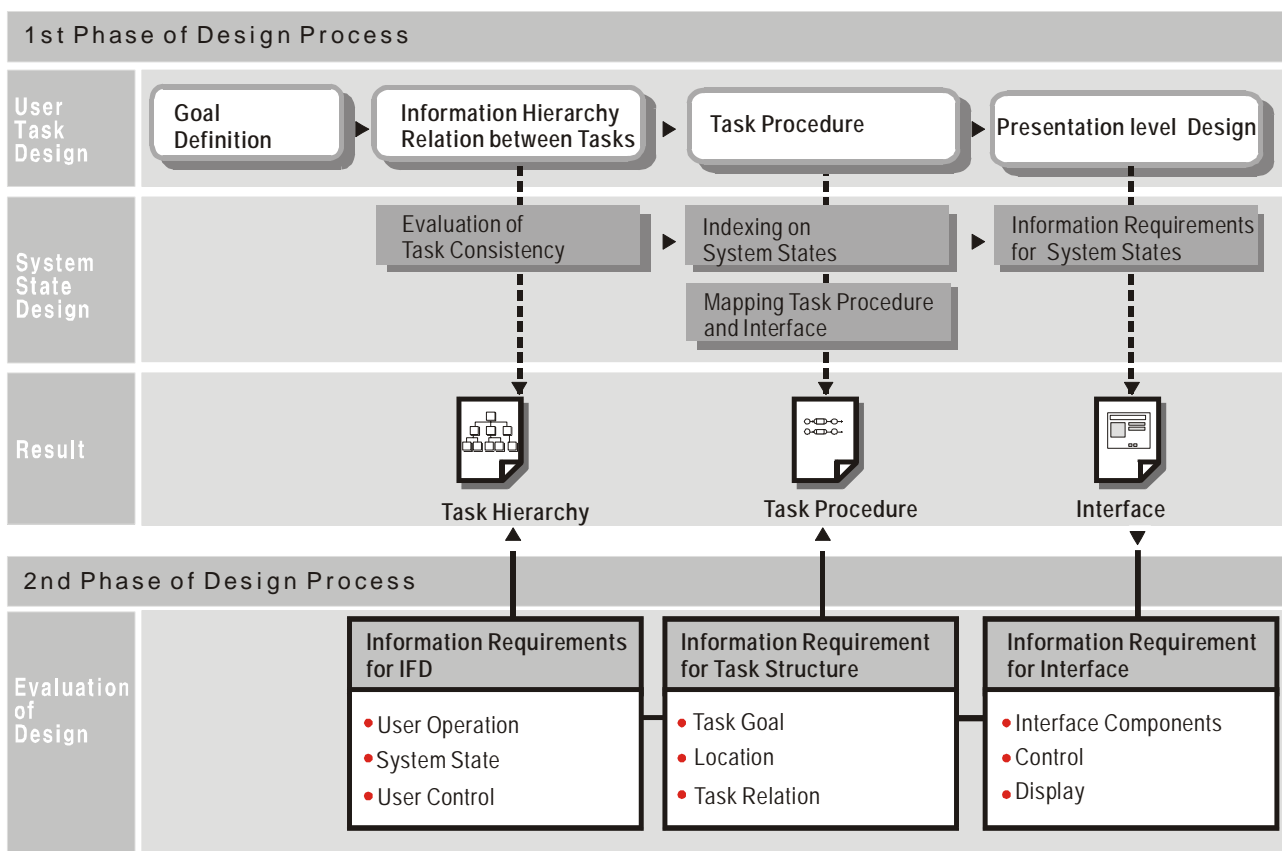 1st Phase of Design Process
User
Task
Design
Goal
Definition
Information Hierarchy
Relation between Tasks
Task Procedure
Presentation level Design
System
State
Design
Evaluation of
Task Consistency
Indexing on
System States
Information Requirements
for System States
Mapping Task Procedure
and Interface
Result
Task Hierarchy
Task Procedure
Interface
2nd Phase of Design Process
Evaluation
of
Design
Information Requirements
for IFD
• User Operation
• System State
• User Control
Information Requirement
for Task Structure
• Task Goal
• Location
• Task Relation
Information Requirement
for Interface
• Interface Components
• Control
• Display